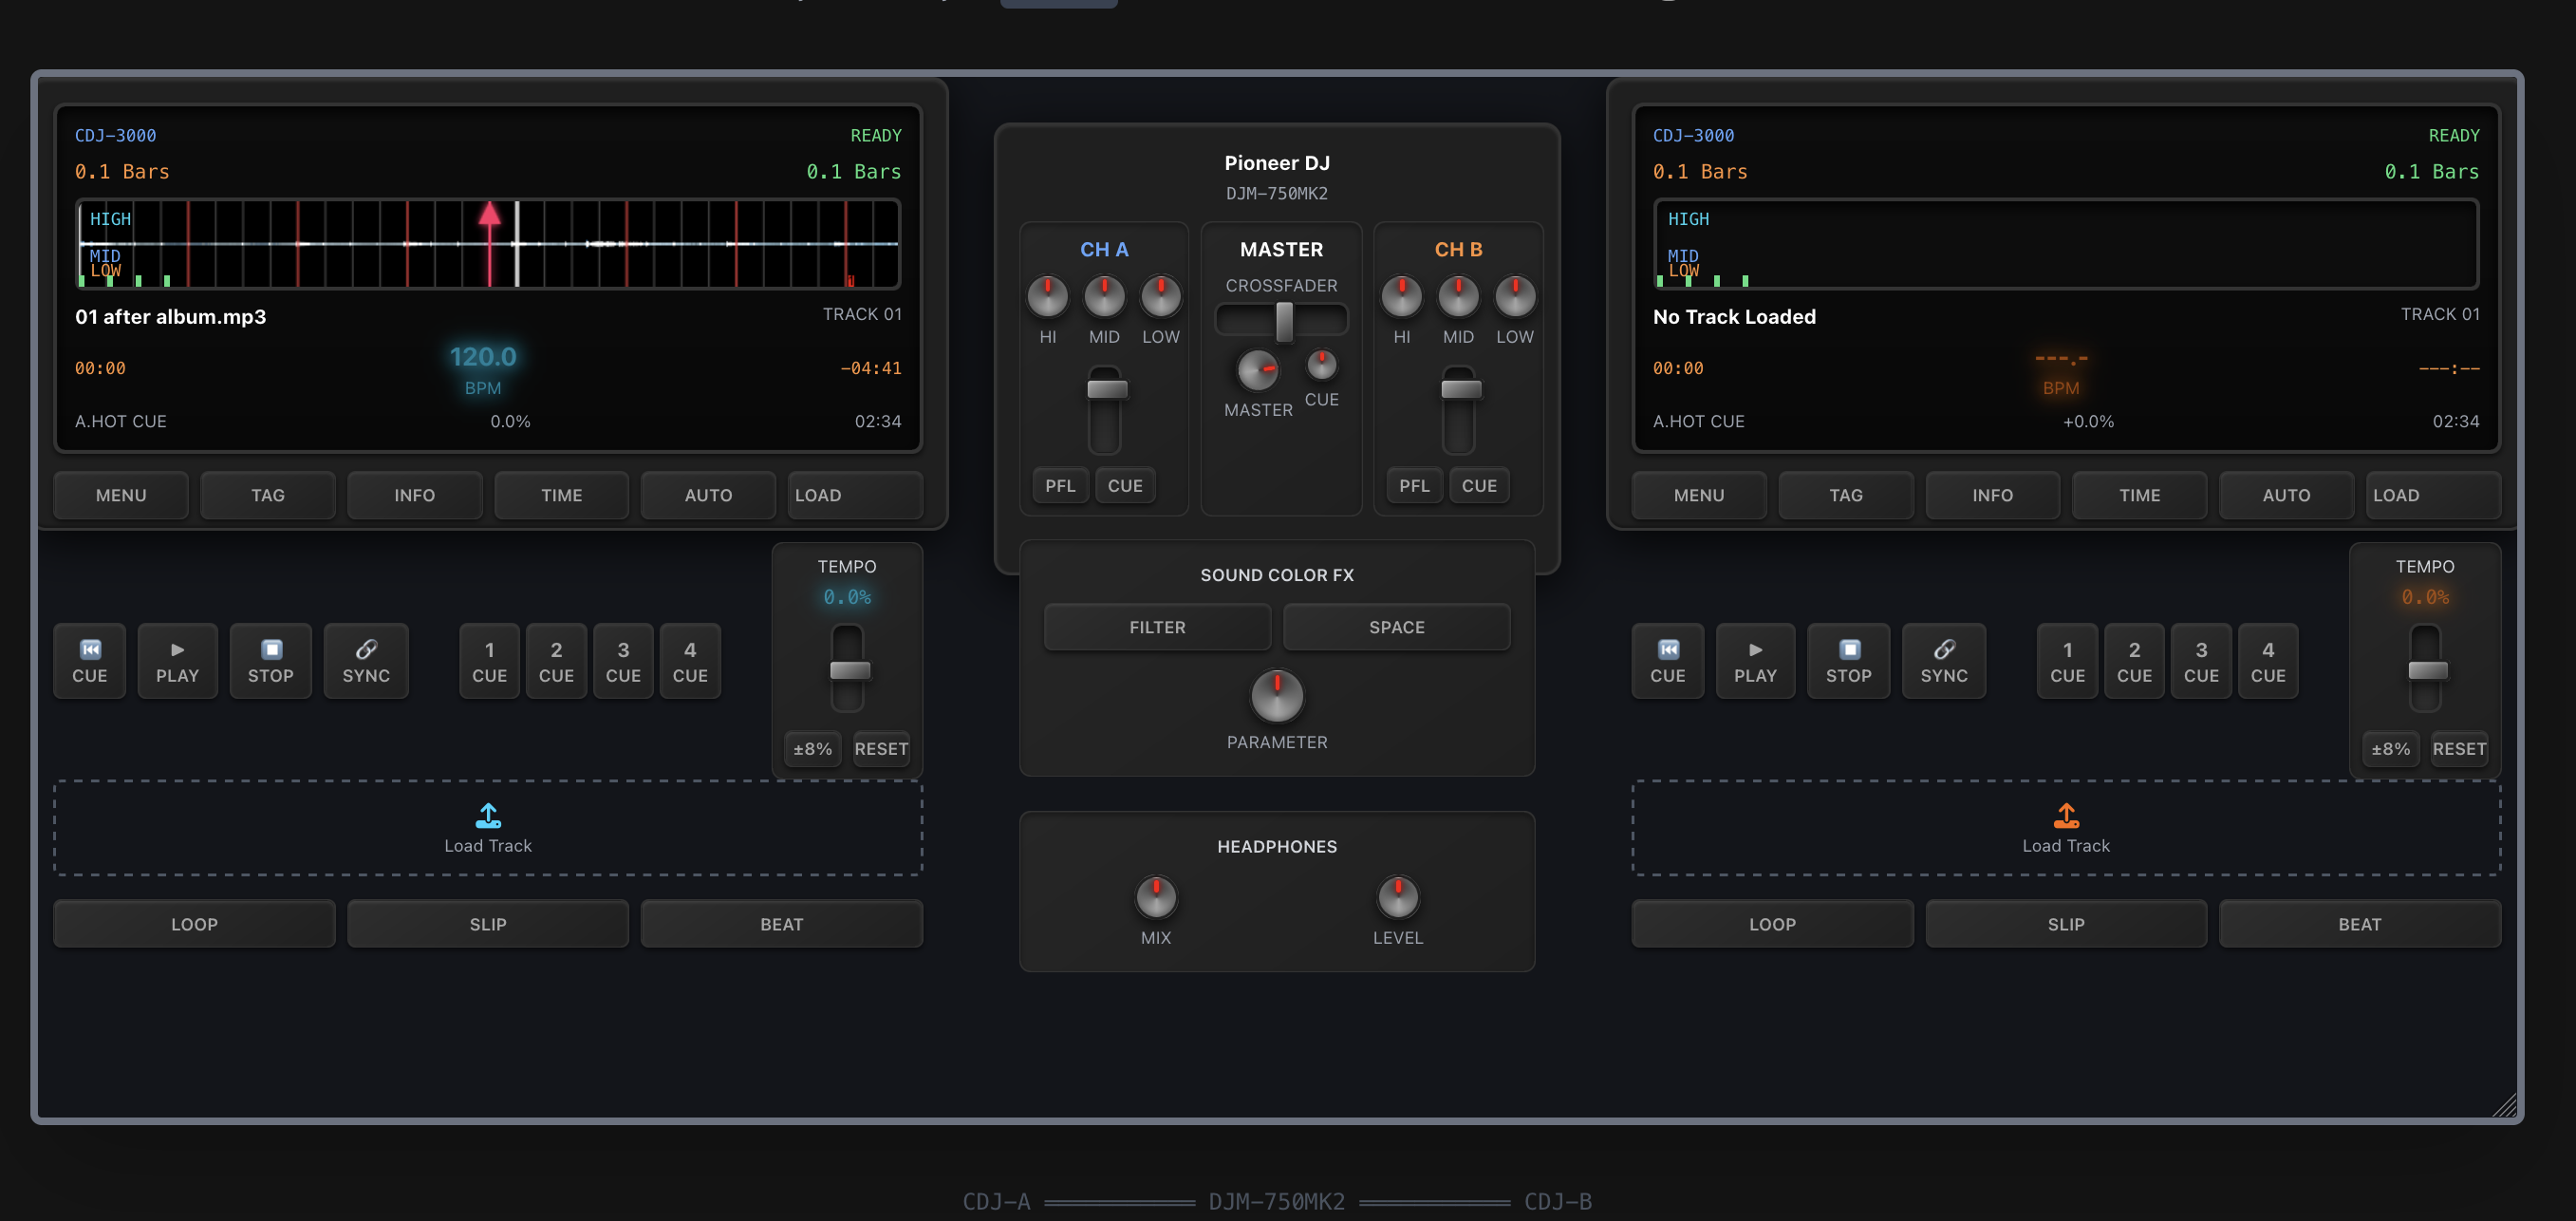 CDJ-3000 READY
0.1 Bars 0.1 Bars
HIGH
MID
LOW
01 after album.mp3 TRACK 01
120.0
00:00 -04:41
BPM
A.HOT CUE 0.0% 02:34
MENU TAG INFO TIME AUTO LOAD
TEMPO
0.0%
CUE PLAY STOP SYNC
1 CUE 2 CUE 3 CUE 4 CUE
±8% RESET
Load Track
LOOP SLIP BEAT
Pioneer DJ
DJM-750MK2
CH A
HI MID LOW
PFL CUE
MASTER
CROSSFADER
MASTER CUE
CH B
HI MID LOW
PFL CUE
SOUND COLOR FX
FILTER SPACE
PARAMETER
HEADPHONES
MIX LEVEL
CDJ-3000 READY
0.1 Bars 0.1 Bars
HIGH
MID
LOW
No Track Loaded TRACK 01
---.-
00:00 ---:--
BPM
A.HOT CUE +0.0% 02:34
MENU TAG INFO TIME AUTO LOAD
TEMPO
0.0%
CUE PLAY STOP SYNC
1 CUE 2 CUE 3 CUE 4 CUE
±8% RESET
Load Track
LOOP SLIP BEAT
CDJ-A DJM-750MK2 CDJ-B